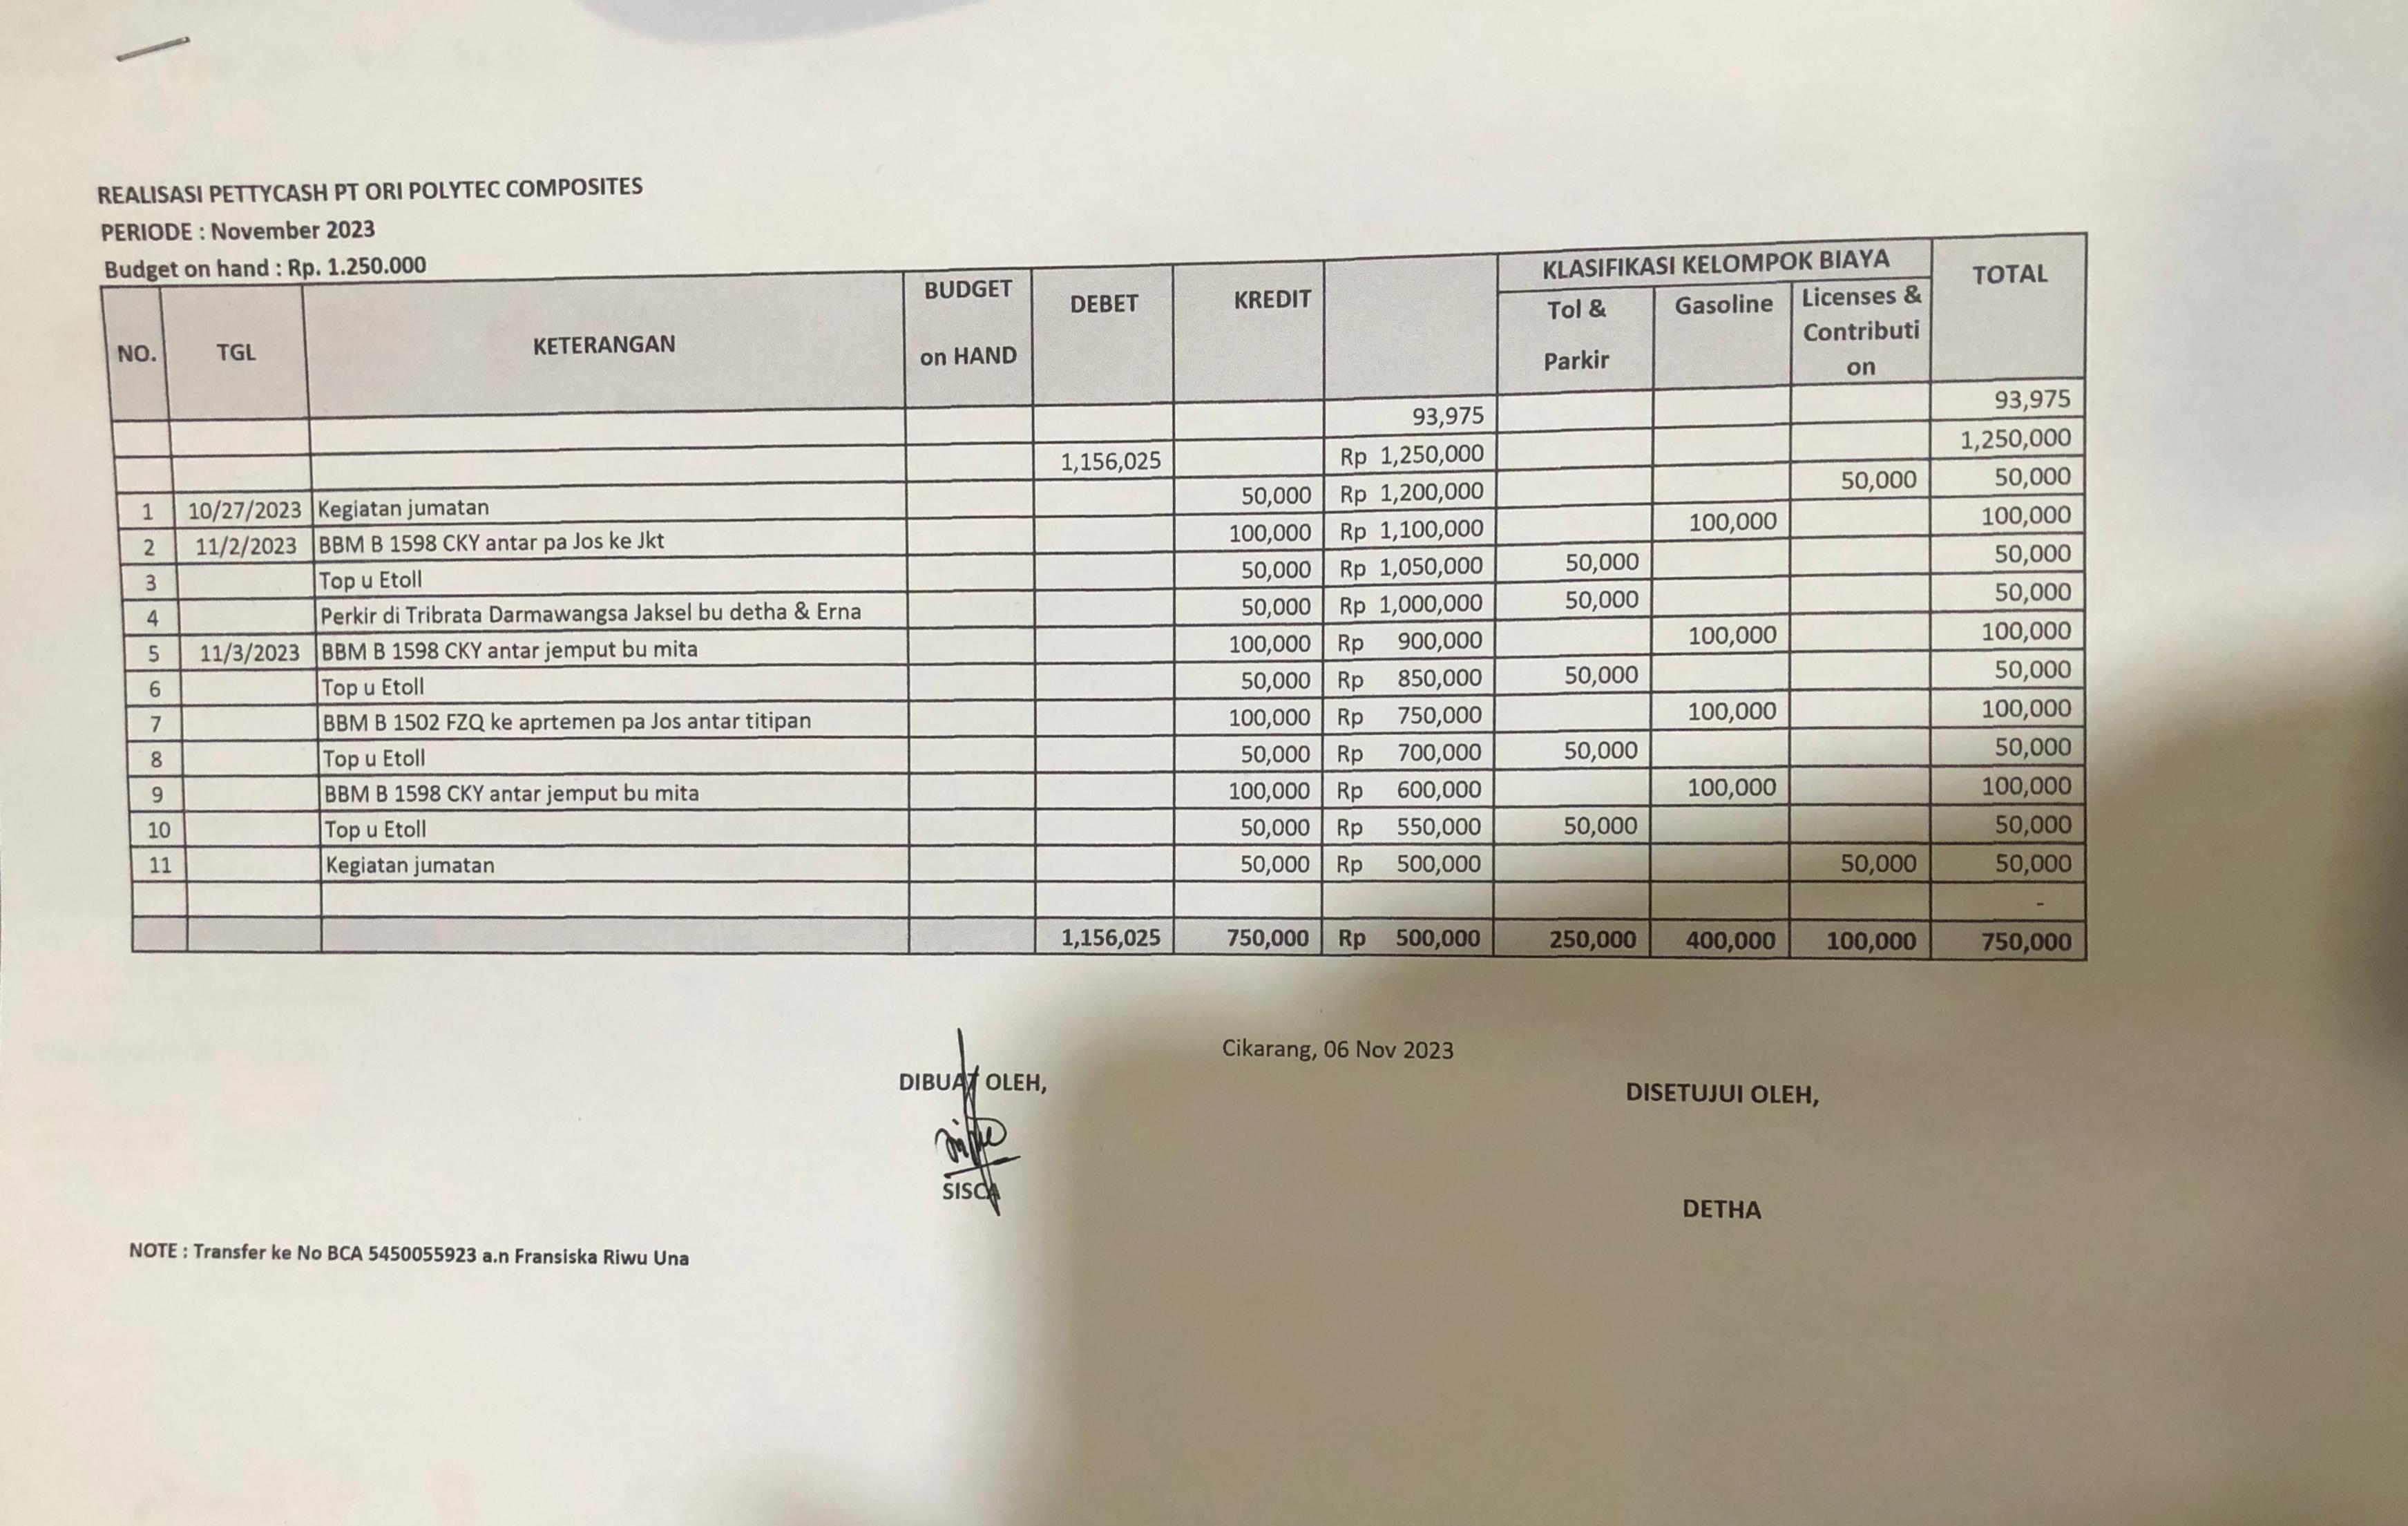 REALISASI PETTYCASH PT ORI POLYTEC COMPOSITES
PERIODE : November 2023
Budget on hand : Rp. 1.250.000
NO. TGL KETERANGAN BUDGET on HAND DEBET KREDIT KLASIFIKASI KELOMPOK BIAYA TOTAL
Tol & Parkir Gasoline Licenses & Contributi on
93,975 93,975
1,156,025 Rp 1,250,000 1,250,000
1 10/27/2023 Kegiatan jumatan 50,000 Rp 1,200,000 50,000 50,000
2 11/2/2023 BBM B 1598 CKY antar pa Jos ke Jkt 100,000 Rp 1,100,000 100,000 100,000
3 Top u Etoll 50,000 Rp 1,050,000 50,000 50,000
4 Perkir di Tribrata Darmawangsa Jaksel bu detha & Erna 50,000 Rp 1,000,000 50,000 50,000
5 11/3/2023 BBM B 1598 CKY antar jemput bu mita 100,000 Rp 900,000 100,000 100,000
6 Top u Etoll 50,000 Rp 850,000 50,000 50,000
7 BBM B 1502 FZQ ke aprtemen pa Jos antar titipan 100,000 Rp 750,000 100,000 100,000
8 Top u Etoll 50,000 Rp 700,000 50,000 50,000
9 BBM B 1598 CKY antar jemput bu mita 100,000 Rp 600,000 100,000 100,000
10 Top u Etoll 50,000 Rp 550,000 50,000 50,000
11 Kegiatan jumatan 50,000 Rp 500,000 50,000 50,000
-
1,156,025 750,000 Rp 500,000 250,000 400,000 100,000 750,000
Cikarang, 06 Nov 2023
DIBUAT OLEH, DISETUJUI OLEH,
SISCA DETHA
NOTE : Transfer ke No BCA 5450055923 a.n Fransiska Riwu Una